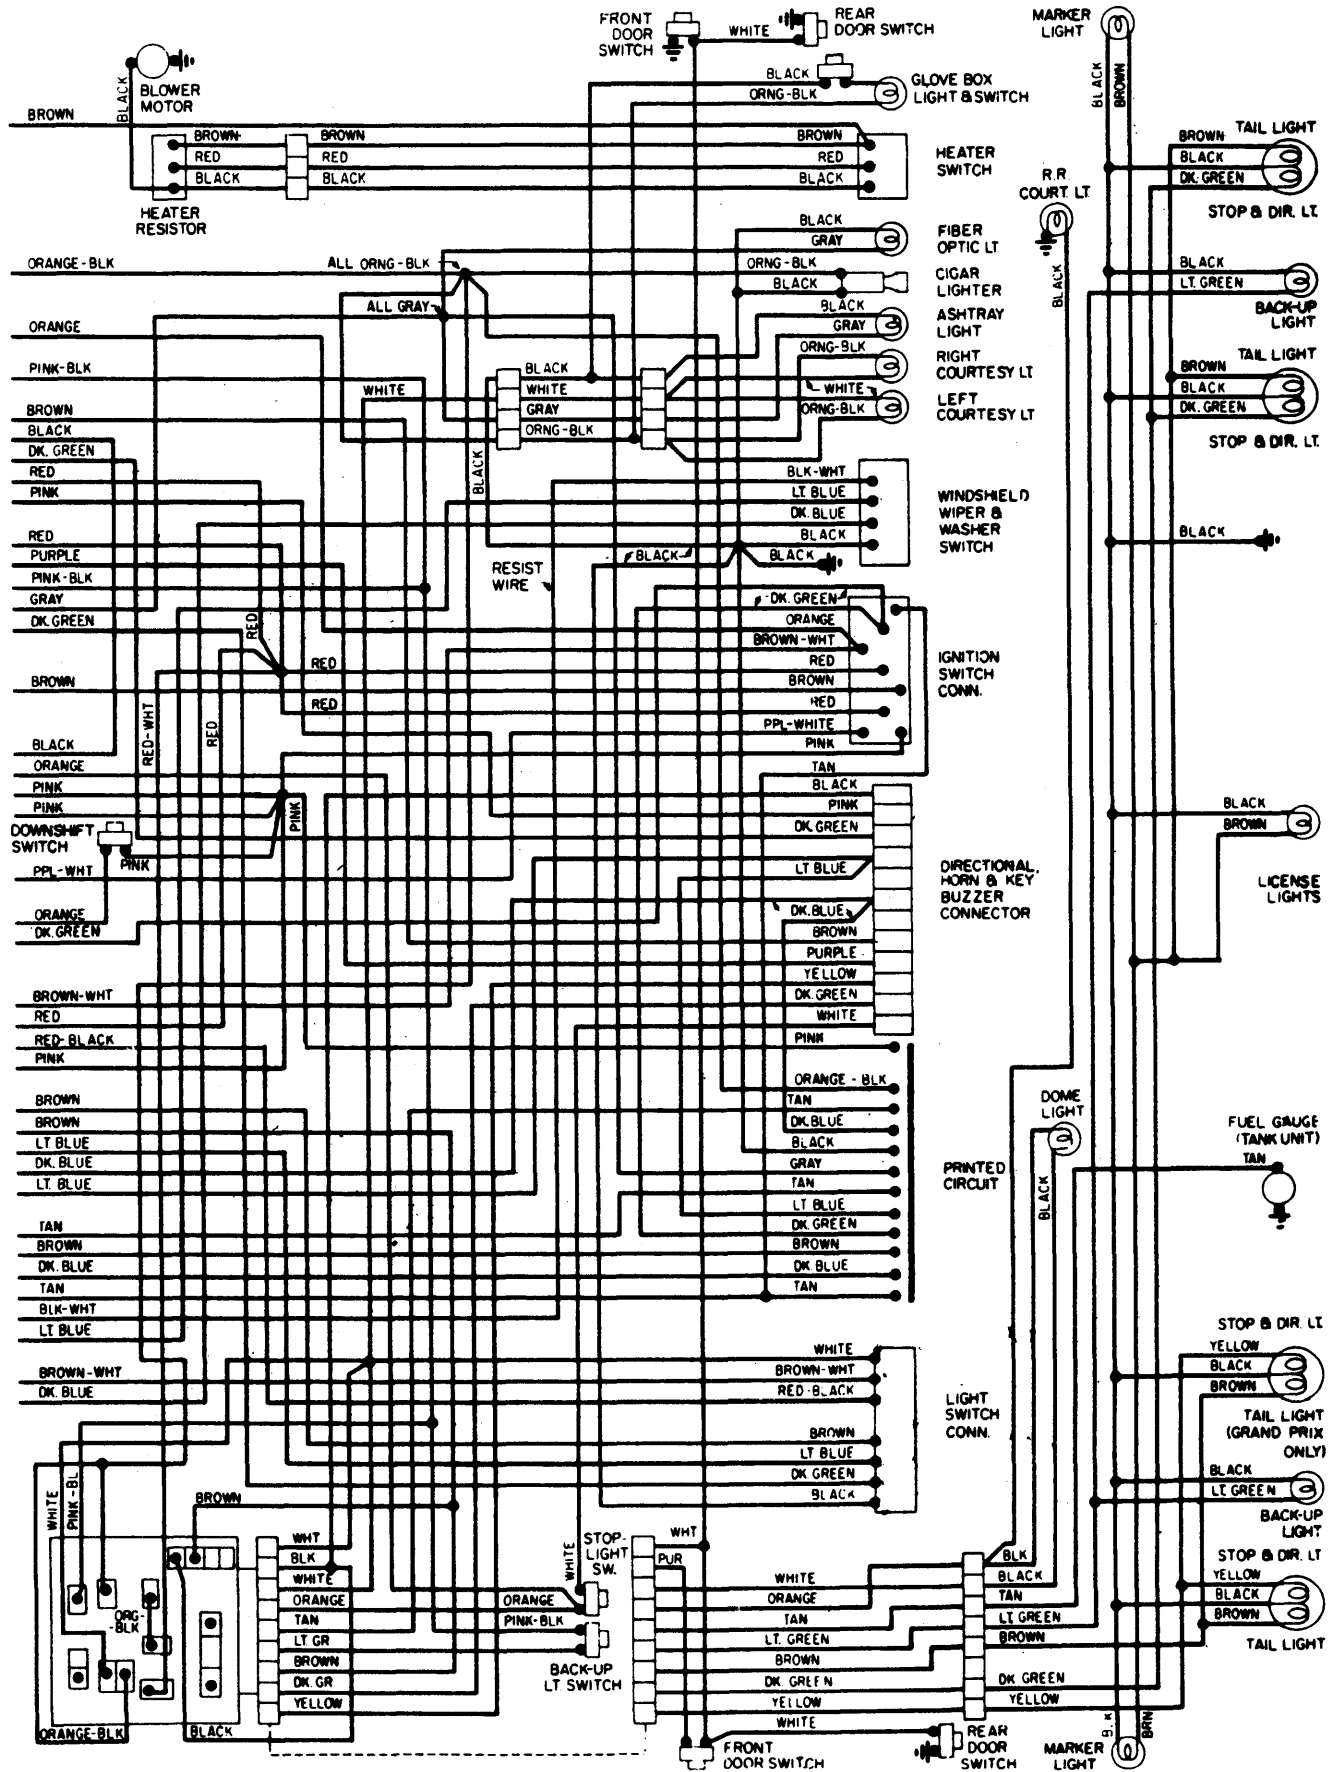 FRONT
DOOR
SWITCH
WHITE
REAR
DOOR SWITCH
MARKER
LIGHT
BLACK
BROWN
BLOWER
MOTOR
BLACK
BLACK
ORNG-BLK
GLOVE BOX
LIGHT & SWITCH
BROWN
BROWN
RED
BLACK
BROWN
RED
BLACK
BROWN
RED
BLACK
HEATER
SWITCH
HEATER
RESISTOR
TAIL LIGHT
BROWN
BLACK
DK. GREEN
STOP & DIR. LT.
R.R.
COURT. LT.
BLACK
BLACK
GRAY
FIBER
OPTIC LT.
ORANGE-BLK
ALL ORNG-BLK
ORNG-BLK
BLACK
CIGAR
LIGHTER
BLACK
LT. GREEN
BACK-UP
LIGHT
ALL GRAY
BLACK
GRAY
ASHTRAY
LIGHT
ORANGE
ORNG-BLK
RIGHT
COURTESY LT
PINK-BLK
BLACK
WHITE
WHITE
GRAY
ORNG-BLK
WHITE
ORNG-BLK
LEFT
COURTESY LT
TAIL LIGHT
BROWN
BLACK
DK. GREEN
STOP & DIR. LT.
BROWN
BLACK
DK. GREEN
RED
PINK
BLACK
BLK-WHT
LT. BLUE
DK. BLUE
BLACK
WINDSHIELD
WIPER &
WASHER
SWITCH
RED
PURPLE
PINK-BLK
GRAY
DK. GREEN
RESIST
WIRE
BLACK
BLACK
BLACK
RED
DK. GREEN
ORANGE
BROWN-WHT
RED
BROWN
RED
PPL-WHITE
PINK
TAN
IGNITION
SWITCH
CONN.
RED
RED
BROWN
RED-WHT
RED
BLACK
ORANGE
PINK
PINK
PINK
DOWNSHIFT
SWITCH
PINK
PPL-WHT
ORANGE
DK. GREEN
BLACK
PINK
DK. GREEN
LT BLUE
DK. BLUE
BROWN
PURPLE
YELLOW
DK. GREEN
WHITE
DIRECTIONAL,
HORN & KEY
BUZZER
CONNECTOR
BLACK
BROWN
LICENSE
LIGHTS
BROWN-WHT
RED
RED-BLACK
PINK
PINK
ORANGE-BLK
TAN
DK.BLUE
BLACK
GRAY
TAN
LT BLUE
DK. GREEN
BROWN
DK BLUE
TAN
PRINTED
CIRCUIT
BROWN
BROWN
LT BLUE
DK. BLUE
LT. BLUE
DOME
LIGHT
BLACK
FUEL GAUGE
(TANK UNIT)
TAN
TAN
BROWN
DK. BLUE
TAN
BLK-WHT
LT BLUE
BROWN-WHT
DK. BLUE
WHITE
BROWN-WHT
RED-BLACK
BROWN
LT BLUE
DK GREEN
BLACK
LIGHT
SWITCH
CONN.
STOP & DIR. LT.
YELLOW
BLACK
BROWN
TAIL LIGHT
(GRAND PRIX
ONLY)
BLACK
LT. GREEN
BACK-UP
LIGHT
STOP & DIR. LT
YELLOW
BLACK
BROWN
TAIL LIGHT
WHITE
PINK-BL
BROWN
ORG-
-BLK
ORANGE-BLK
BLACK
WHT
BLK
WHITE
ORANGE
TAN
LT GR
BROWN
DK. GR
YELLOW
WHITE
STOP-
LIGHT
SW.
ORANGE
PINK-BLK
BACK-UP
LT SWITCH
WHT
PUR
WHITE
ORANGE
TAN
LT. GREEN
BROWN
DK. GREEN
YELLOW
WHITE
BLK
BLACK
TAN
LT GREEN
BROWN
DK GREEN
YELLOW
FRONT
DOOR SWITCH
REAR
DOOR
SWITCH
MARKER
LIGHT
BRN